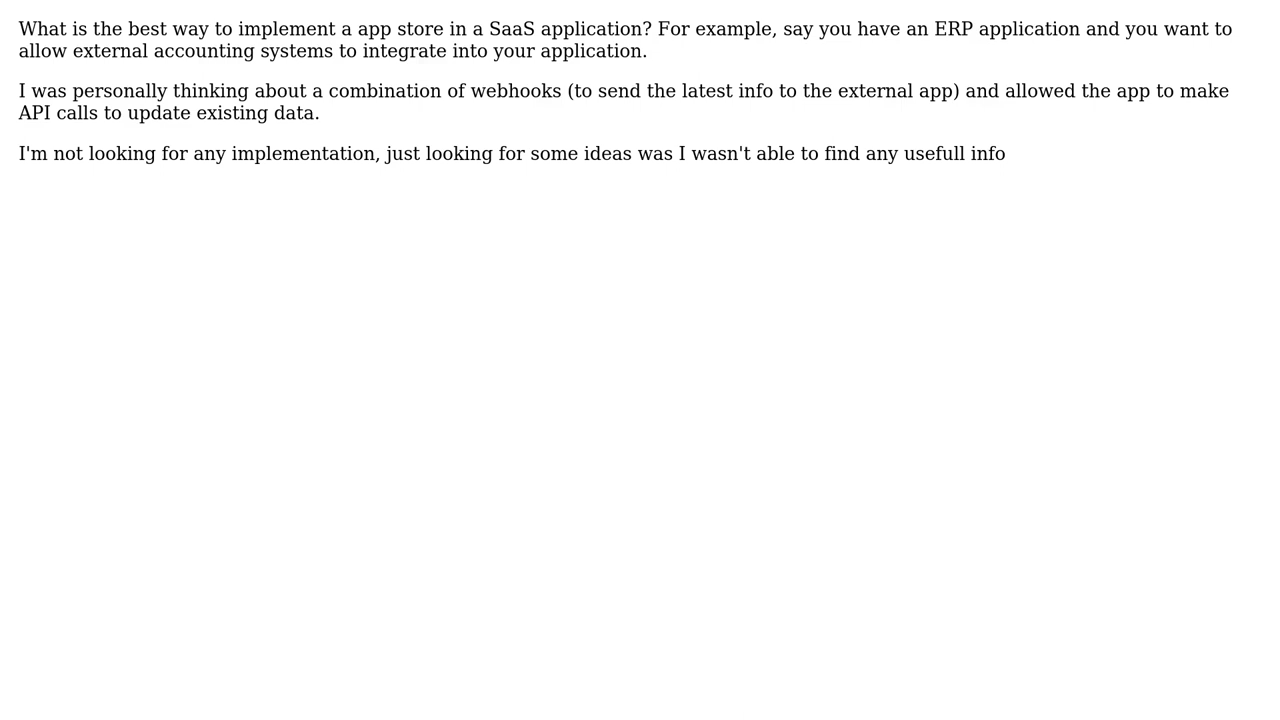 What is the best way to implement a app store in a SaaS application? For example, say you have an ERP application and you want to
allow external accounting systems to integrate into your application.
I was personally thinking about a combination of webhooks (to send the latest info to the external app) and allowed the app to make
API calls to update existing data.
I'm not looking for any implementation, just looking for some ideas was I wasn't able to find any usefull info